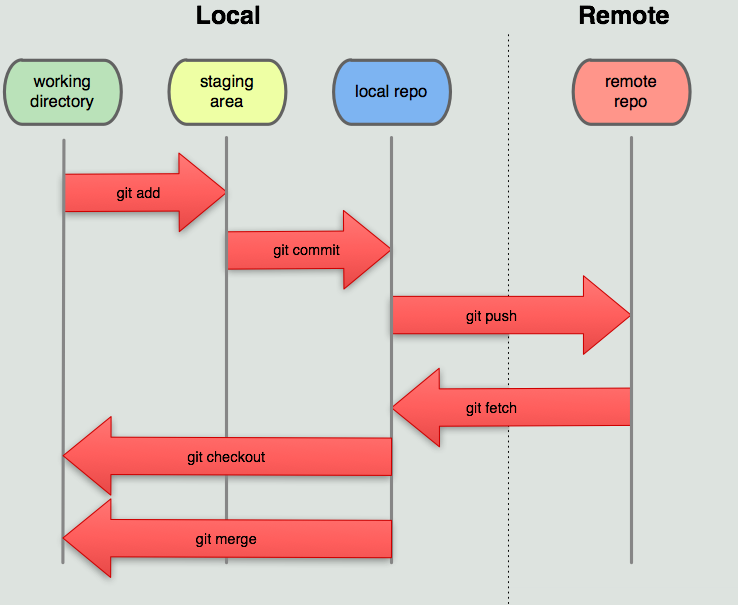 Local
Remote
working
directory
staging
area
local repo
remote
repo
git add
git commit
git push
git fetch
git checkout
git merge